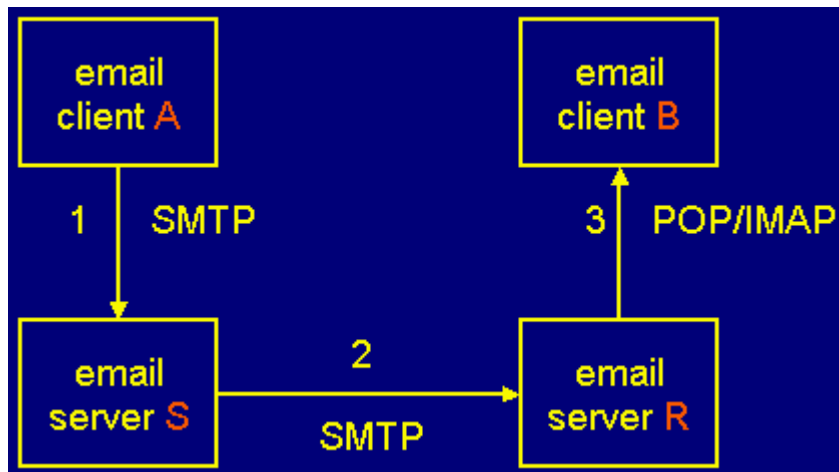 email
client A
email
client B
1 SMTP
3 POP/IMAP
email
server S
2
SMTP
email
server R